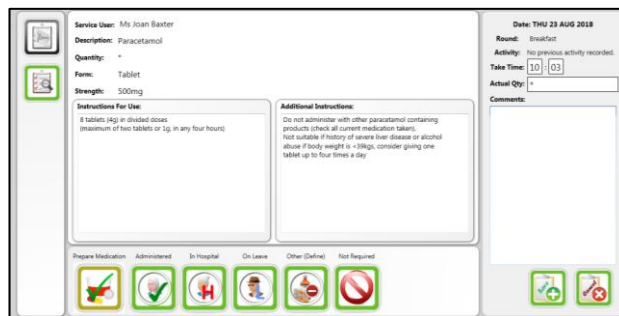 Service User: Ms Joan Baxter
Description: Paracetamol
Quantity: *
Form: Tablet
Strength: 500mg
Instructions For Use:
8 tablets (4g) in divided doses
(maximum of two tablets or 1g, in any four hours)
Additional Instructions:
Do not administer with other paracetamol containing
products (check all current medication taken).
Not suitable if history of severe liver disease or alcohol
abuse if body weight is <39kgs, consider giving one
tablet up to four times a day
Prepare Medication Administered In Hospital On Leave Other (Define) Not Required
H
Date: THU 23 AUG 2018
Round: Breakfast
Activity: No previous activity recorded.
Take Time: 10 : 03
Actual Qty: *
Comments: